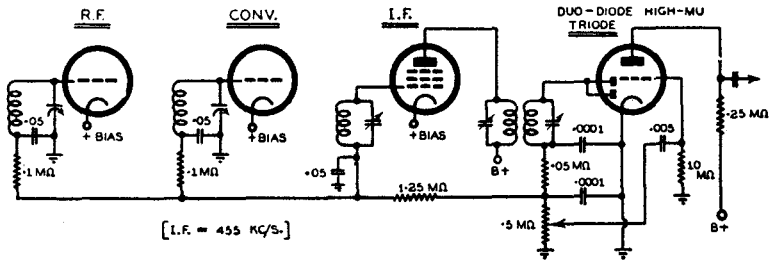 R.F.
CONV.
I.F.
DUO-DIODE HIGH-MU
TRIODE
·05
+BIAS
·1 MΩ
·05
+BIAS
·1 MΩ
+BIAS
·05
B+
1·25 MΩ
·0001
·05 MΩ
·0001
·5 MΩ
·005
10
MΩ
·25 MΩ
B+
[I.F. = 455 KC/S.]